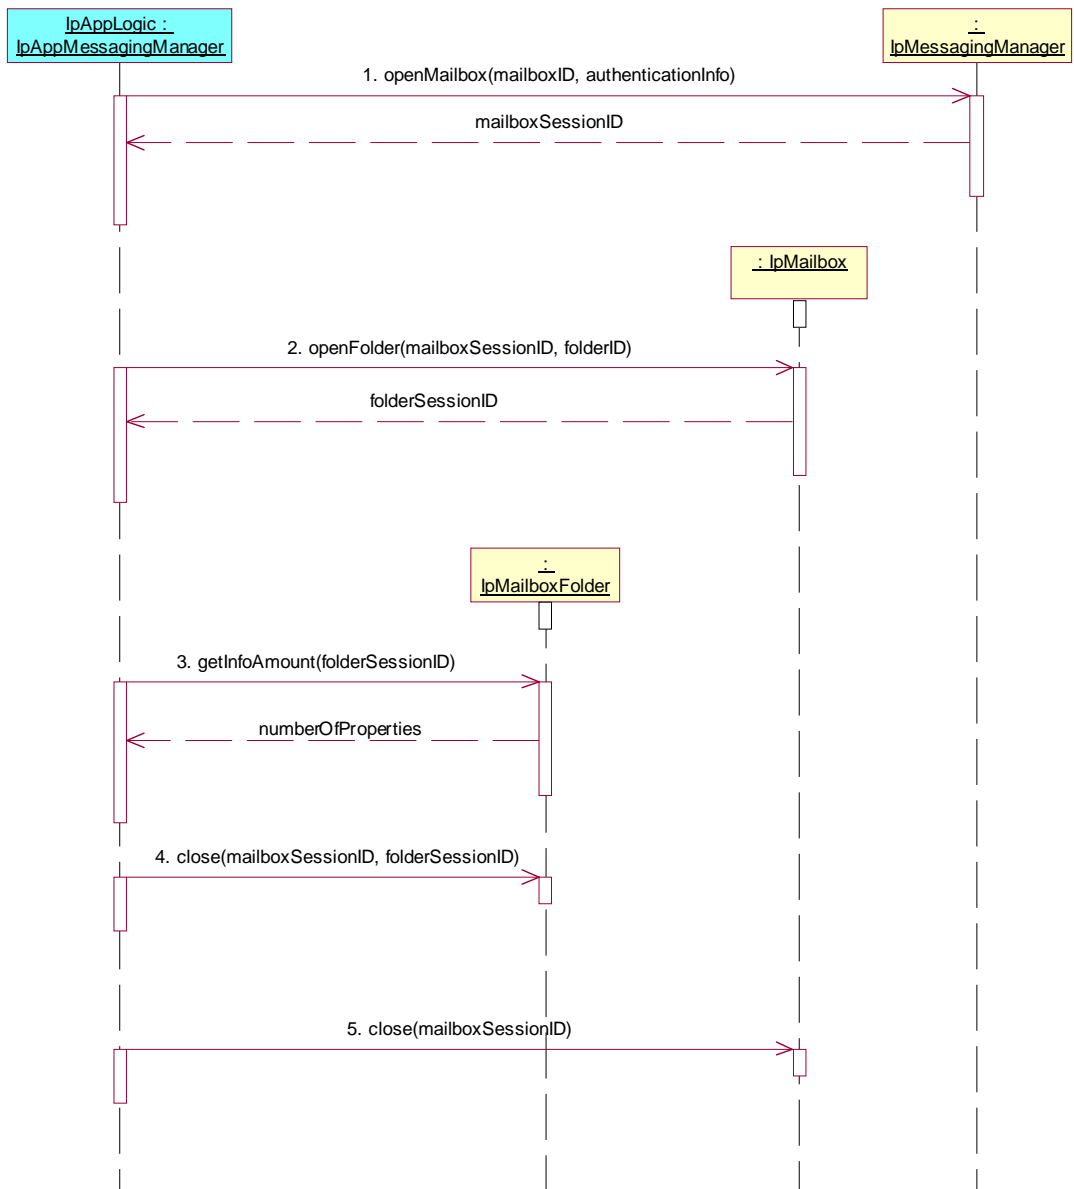 IpAppLogic :
IpAppMessagingManager
:
IpMessagingManager
1. openMailbox(mailboxID, authenticationInfo)
mailboxSessionID
: IpMailbox
2. openFolder(mailboxSessionID, folderID)
folderSessionID
:
IpMailboxFolder
3. getInfoAmount(folderSessionID)
numberOfProperties
4. close(mailboxSessionID, folderSessionID)
5. close(mailboxSessionID)